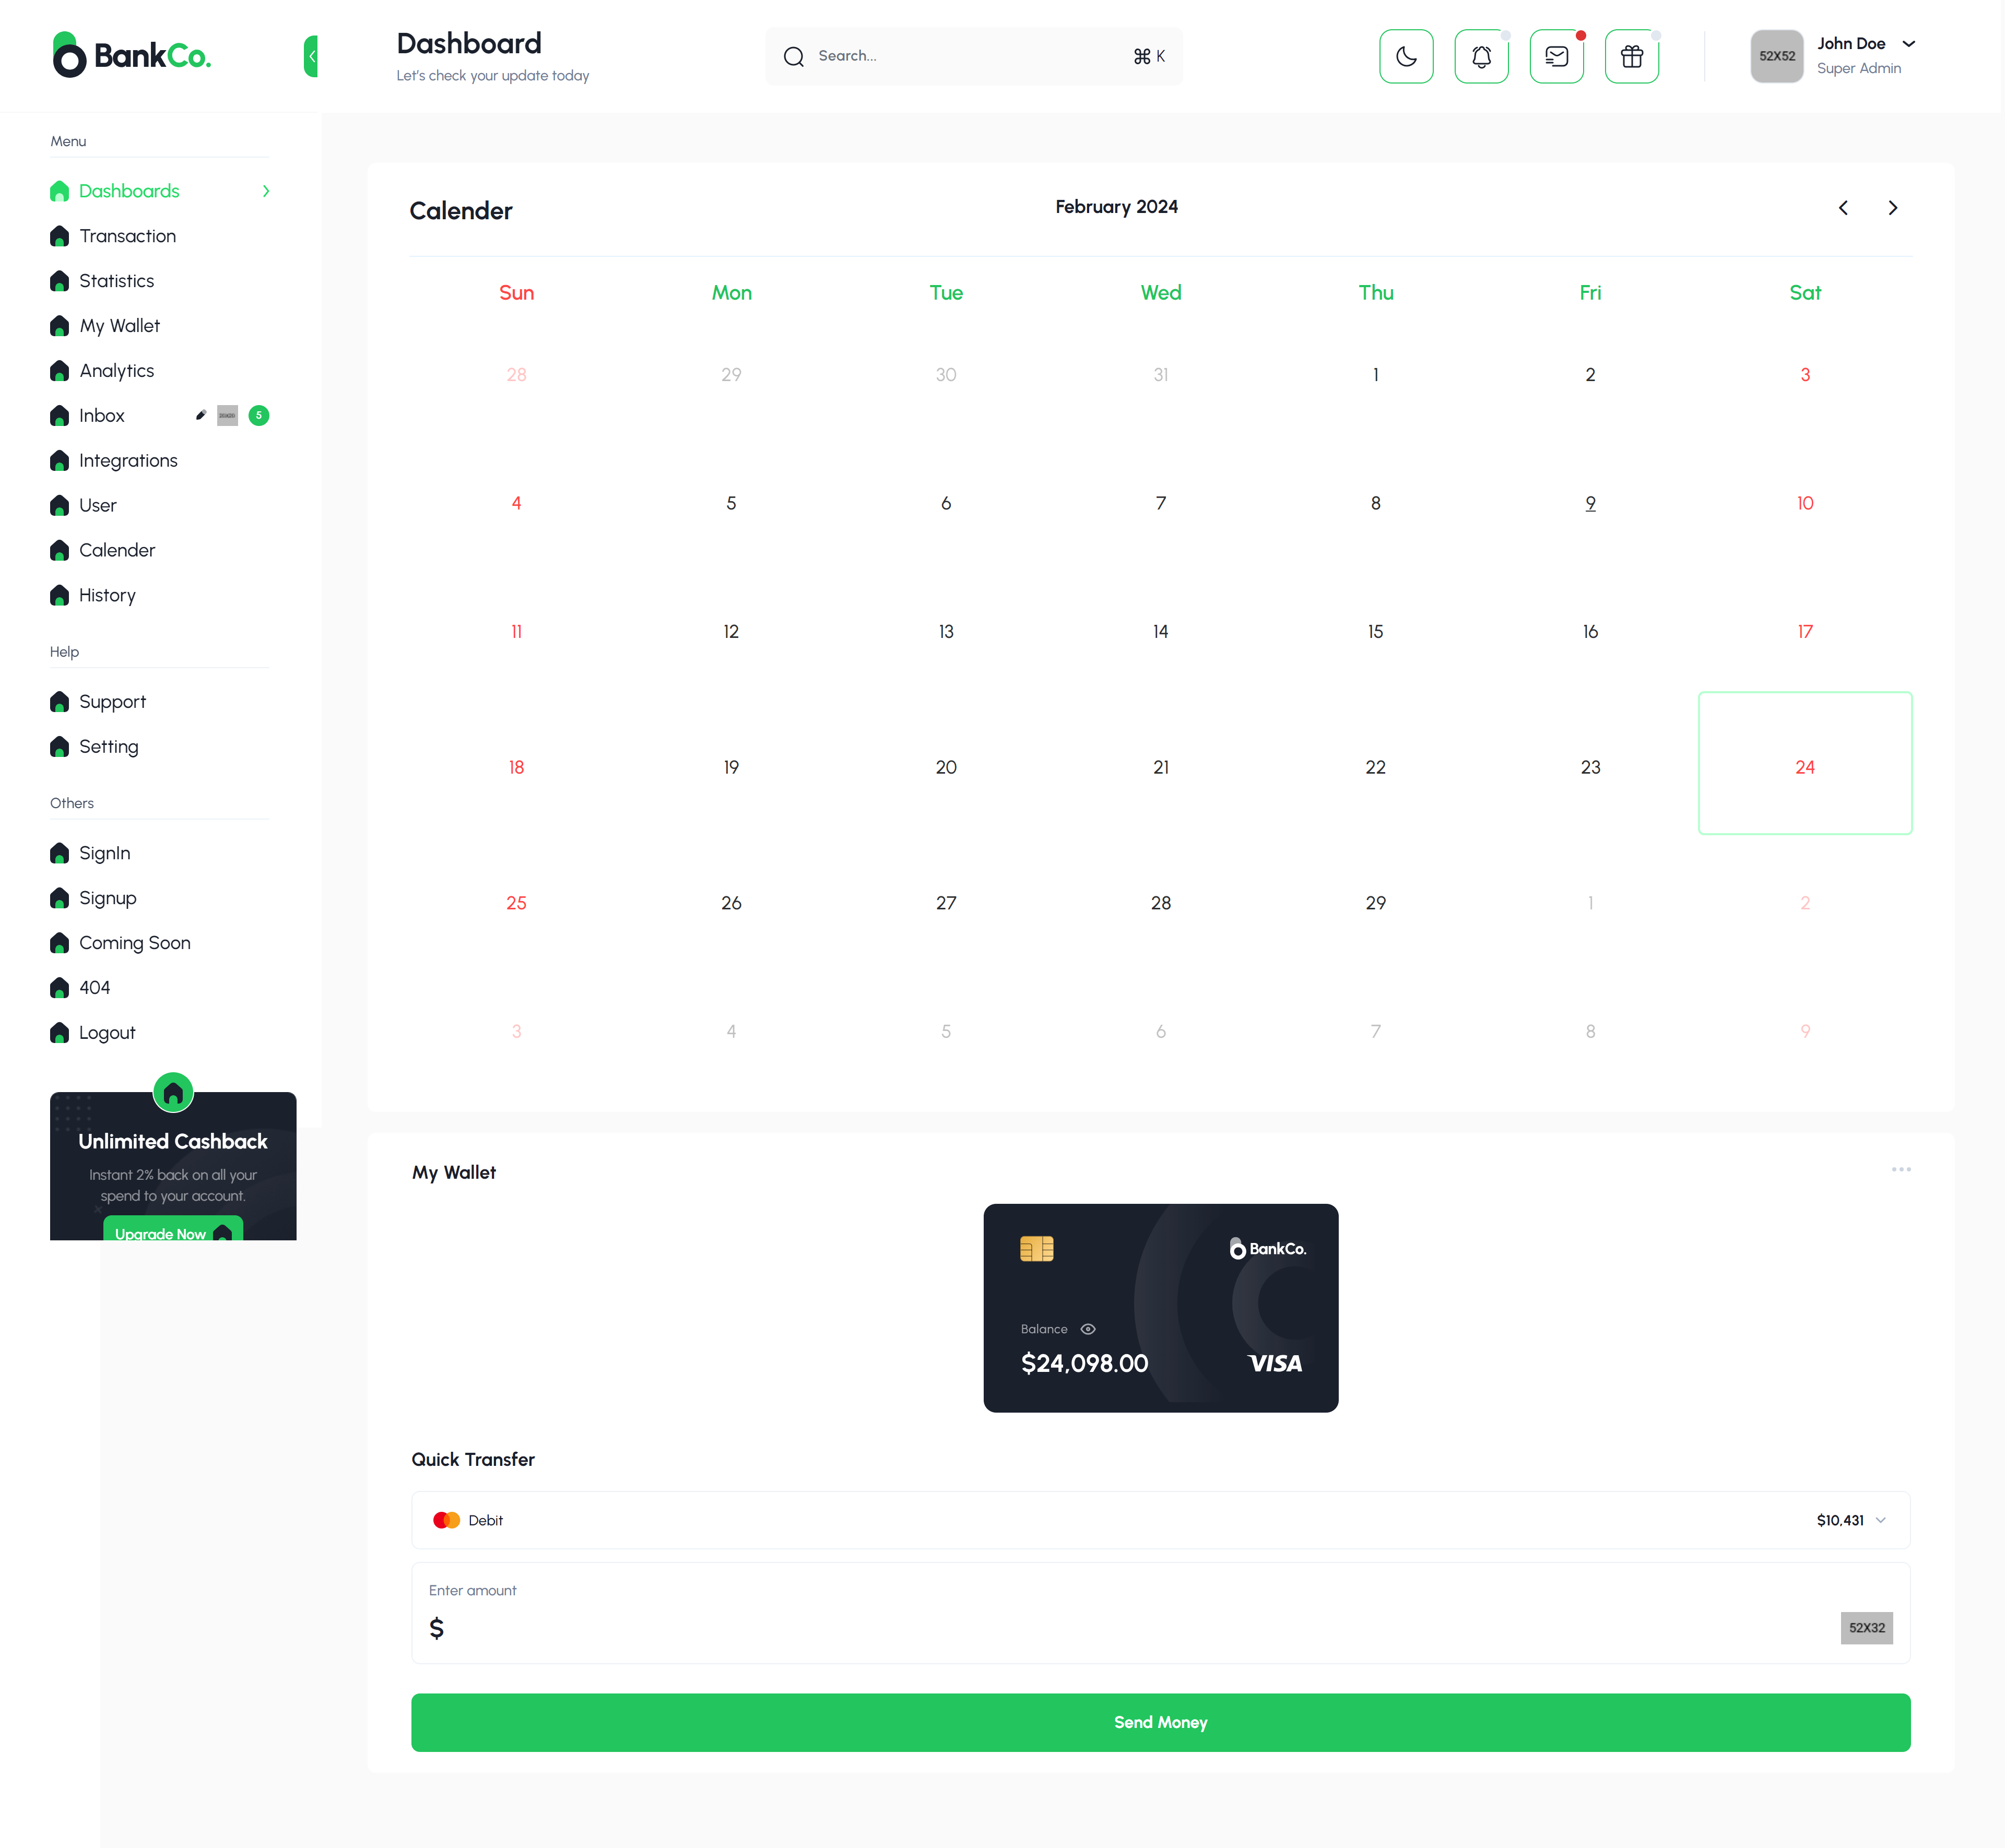 BankCo.
Dashboard
Let's check your update today
Search...
⌘ K
52X52
John Doe
Super Admin
Menu
Dashboards
Transaction
Statistics
My Wallet
Analytics
Inbox
5
Integrations
User
Calender
History
Help
Support
Setting
Others
SignIn
Signup
Coming Soon
404
Logout
Unlimited Cashback
Instant 2% back on all your
spend to your account.
Upgrade Now
Calender
February 2024
Sun Mon Tue Wed Thu Fri Sat
28 29 30 31 1 2 3
4 5 6 7 8 9 10
11 12 13 14 15 16 17
18 19 20 21 22 23 24
25 26 27 28 29 1 2
3 4 5 6 7 8 9
My Wallet
BankCo.
Balance
$24,098.00
VISA
Quick Transfer
Debit
$10,431
Enter amount
$
52X32
Send Money